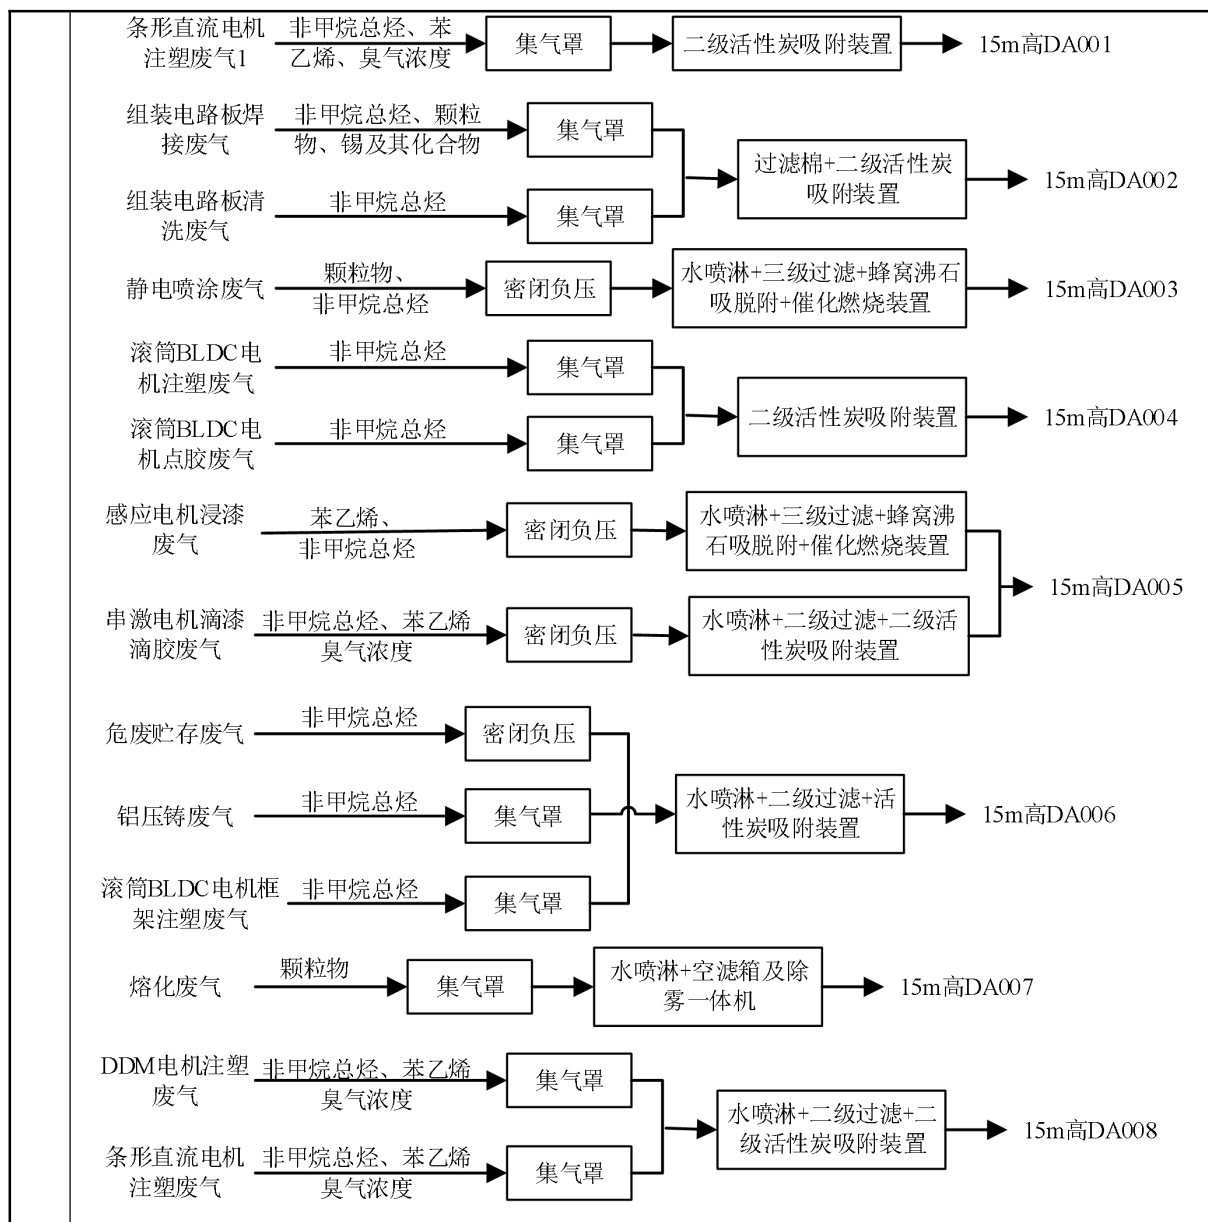 条形直流电机
注塑废气1
非甲烷总烃、苯
乙烯、臭气浓度
集气罩
二级活性炭吸附装置
15m高DA001
组装电路板焊
接废气
非甲烷总烃、颗粒
物、锡及其化合物
集气罩
组装电路板清
洗废气
非甲烷总烃
集气罩
过滤棉+二级活性炭
吸附装置
15m高DA002
静电喷涂废气
颗粒物、
非甲烷总烃
密闭负压
水喷淋+三级过滤+蜂窝沸石
吸脱附+催化燃烧装置
15m高DA003
滚筒BLDC电
机注塑废气
非甲烷总烃
集气罩
滚筒BLDC电
机点胶废气
非甲烷总烃
集气罩
二级活性炭吸附装置
15m高DA004
感应电机浸漆
废气
苯乙烯、
非甲烷总烃
密闭负压
水喷淋+三级过滤+蜂窝沸
石吸脱附+催化燃烧装置
串激电机滴漆
滴胶废气
非甲烷总烃、苯乙烯
臭气浓度
密闭负压
水喷淋+二级过滤+二级活
性炭吸附装置
15m高DA005
危废贮存废气
非甲烷总烃
密闭负压
铝压铸废气
非甲烷总烃
集气罩
滚筒BLDC电机框
架注塑废气
非甲烷总烃
集气罩
水喷淋+二级过滤+活
性炭吸附装置
15m高DA006
熔化废气
颗粒物
集气罩
水喷淋+空滤箱及除
雾一体机
15m高DA007
DDM电机注塑
废气
非甲烷总烃、苯乙烯
臭气浓度
集气罩
条形直流电机
注塑废气
非甲烷总烃、苯乙烯
臭气浓度
集气罩
水喷淋+二级过滤+二
级活性炭吸附装置
15m高DA008